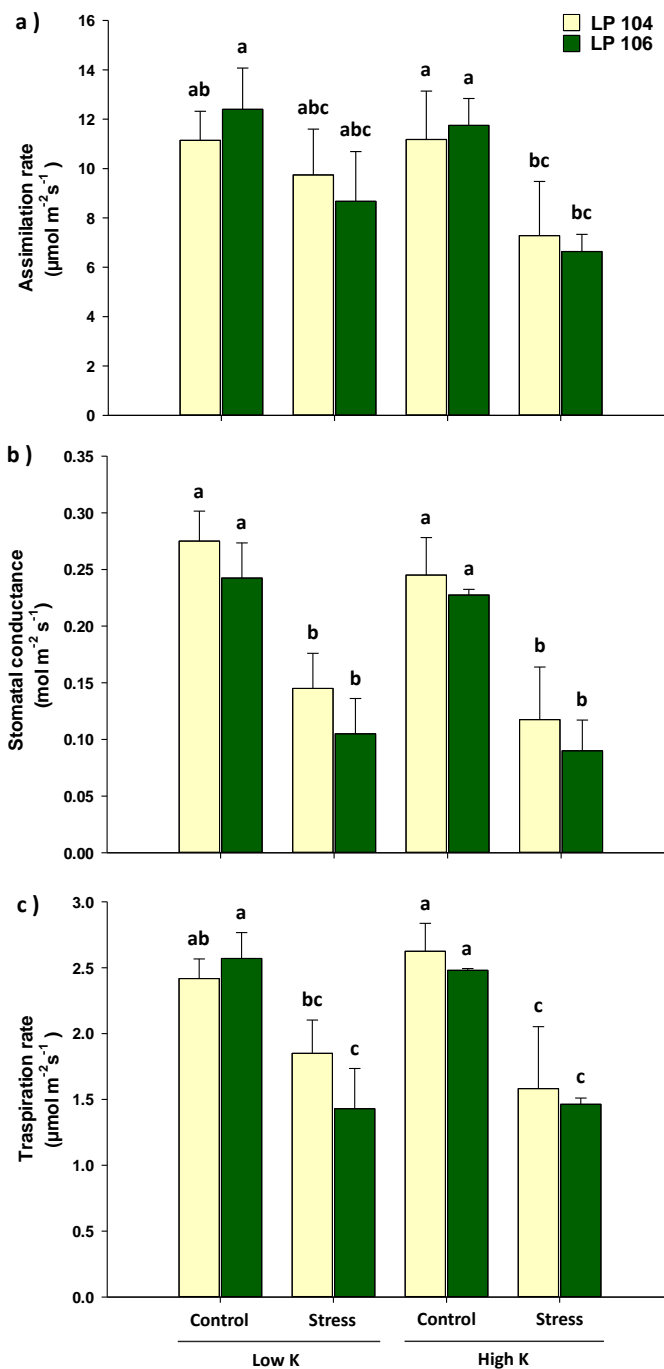 a )
LP 104
LP 106
Assimilation rate
(µmol m⁻²s⁻¹)
16
14
12
10
8
6
4
2
0
ab
a
abc
abc
a
a
bc
bc
b )
Stomatal conductance
(mol m⁻² s⁻¹)
0.35
0.30
0.25
0.20
0.15
0.10
0.05
0.00
a
a
b
b
a
a
b
b
c )
Traspiration rate
(µmol m⁻²s⁻¹ )
3.0
2.5
2.0
1.5
1.0
0.5
0.0
ab
a
bc
c
a
a
c
c
Control
Stress
Control
Stress
Low K
High K